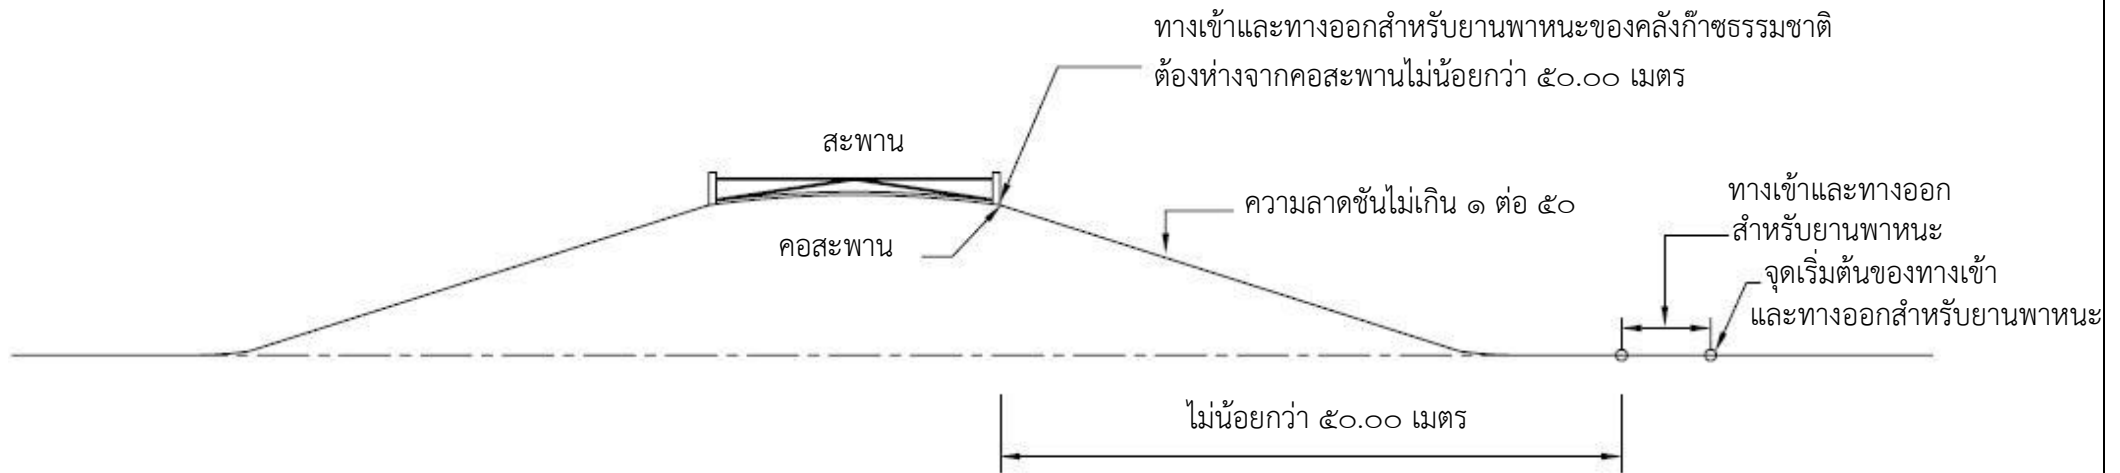 ทางเข้าและทางออกสำหรับยานพาหนะของคลังก๊าซธรรมชาติ
ต้องห่างจากคอสะพานไม่น้อยกว่า ๕๐.๐๐ เมตร
สะพาน
ความลาดชันไม่เกิน ๑ ต่อ ๕๐
คอสะพาน
ทางเข้าและทางออก
สำหรับยานพาหนะ
จุดเริ่มต้นของทางเข้า
และทางออกสำหรับยานพาหนะ
ไม่น้อยกว่า ๕๐.๐๐ เมตร